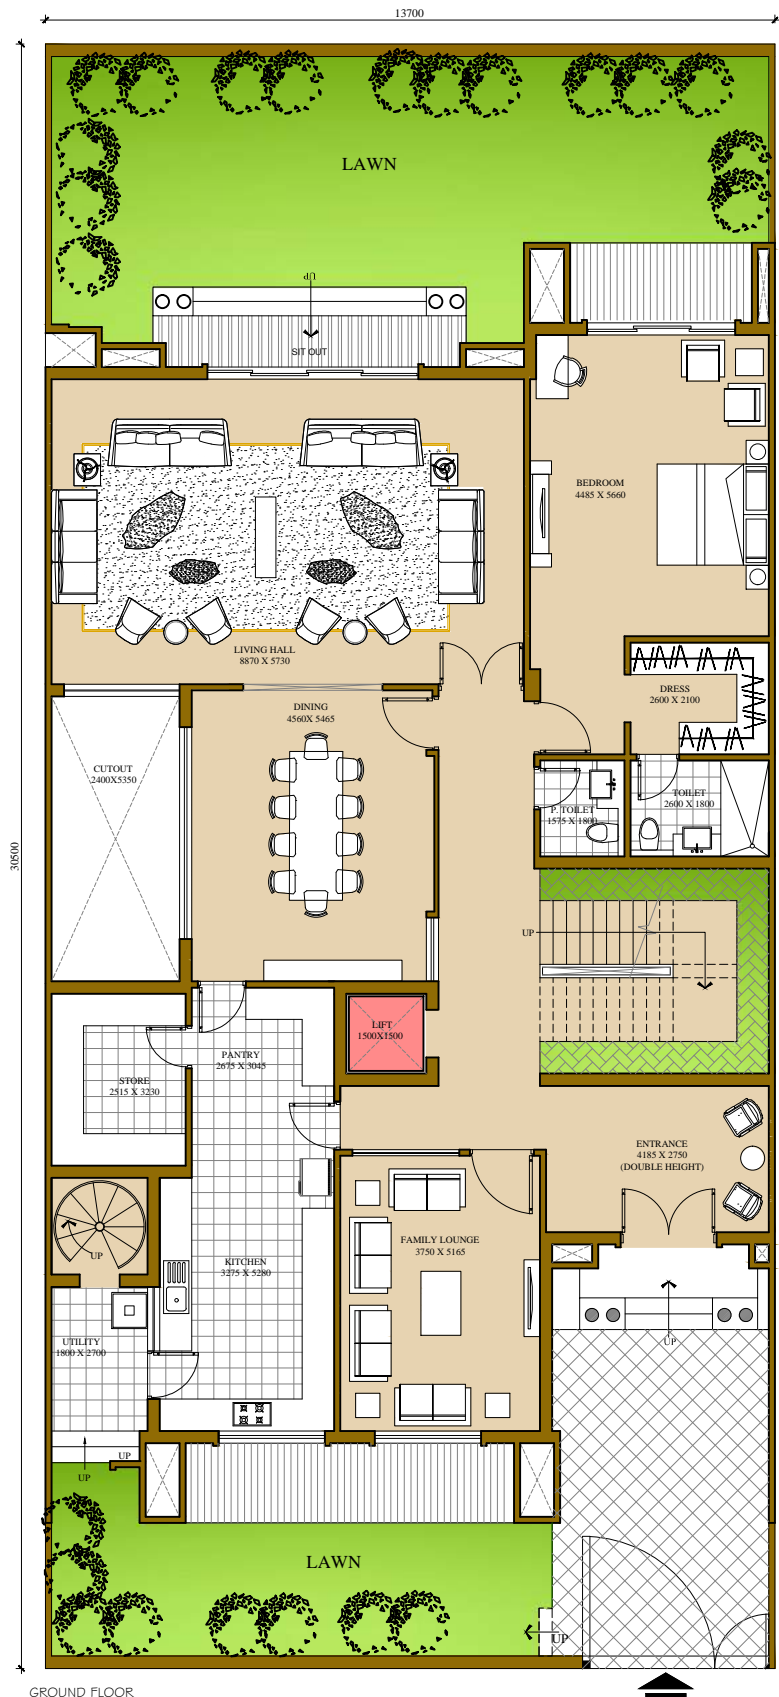 13700
LAWN
UP
SIT OUT
BEDROOM
4485 X 5660
LIVING HALL
8870 X 5730
DRESS
2600 X 2100
DINING
4560X 5465
CUTOUT
2400X5350
TOILET
2600 X 1800
P. TOILET
1575 X 1800
30500
UP
LIFT
1500X1500
PANTRY
2675 X 3045
STORE
2515 X 3230
ENTRANCE
4185 X 2750
(DOUBLE HEIGHT)
FAMILY LOUNGE
3750 X 5165
UP
KITCHEN
3275 X 5280
UTILITY
1800 X 2700
UP
UP
UP
LAWN
UP
GROUND FLOOR